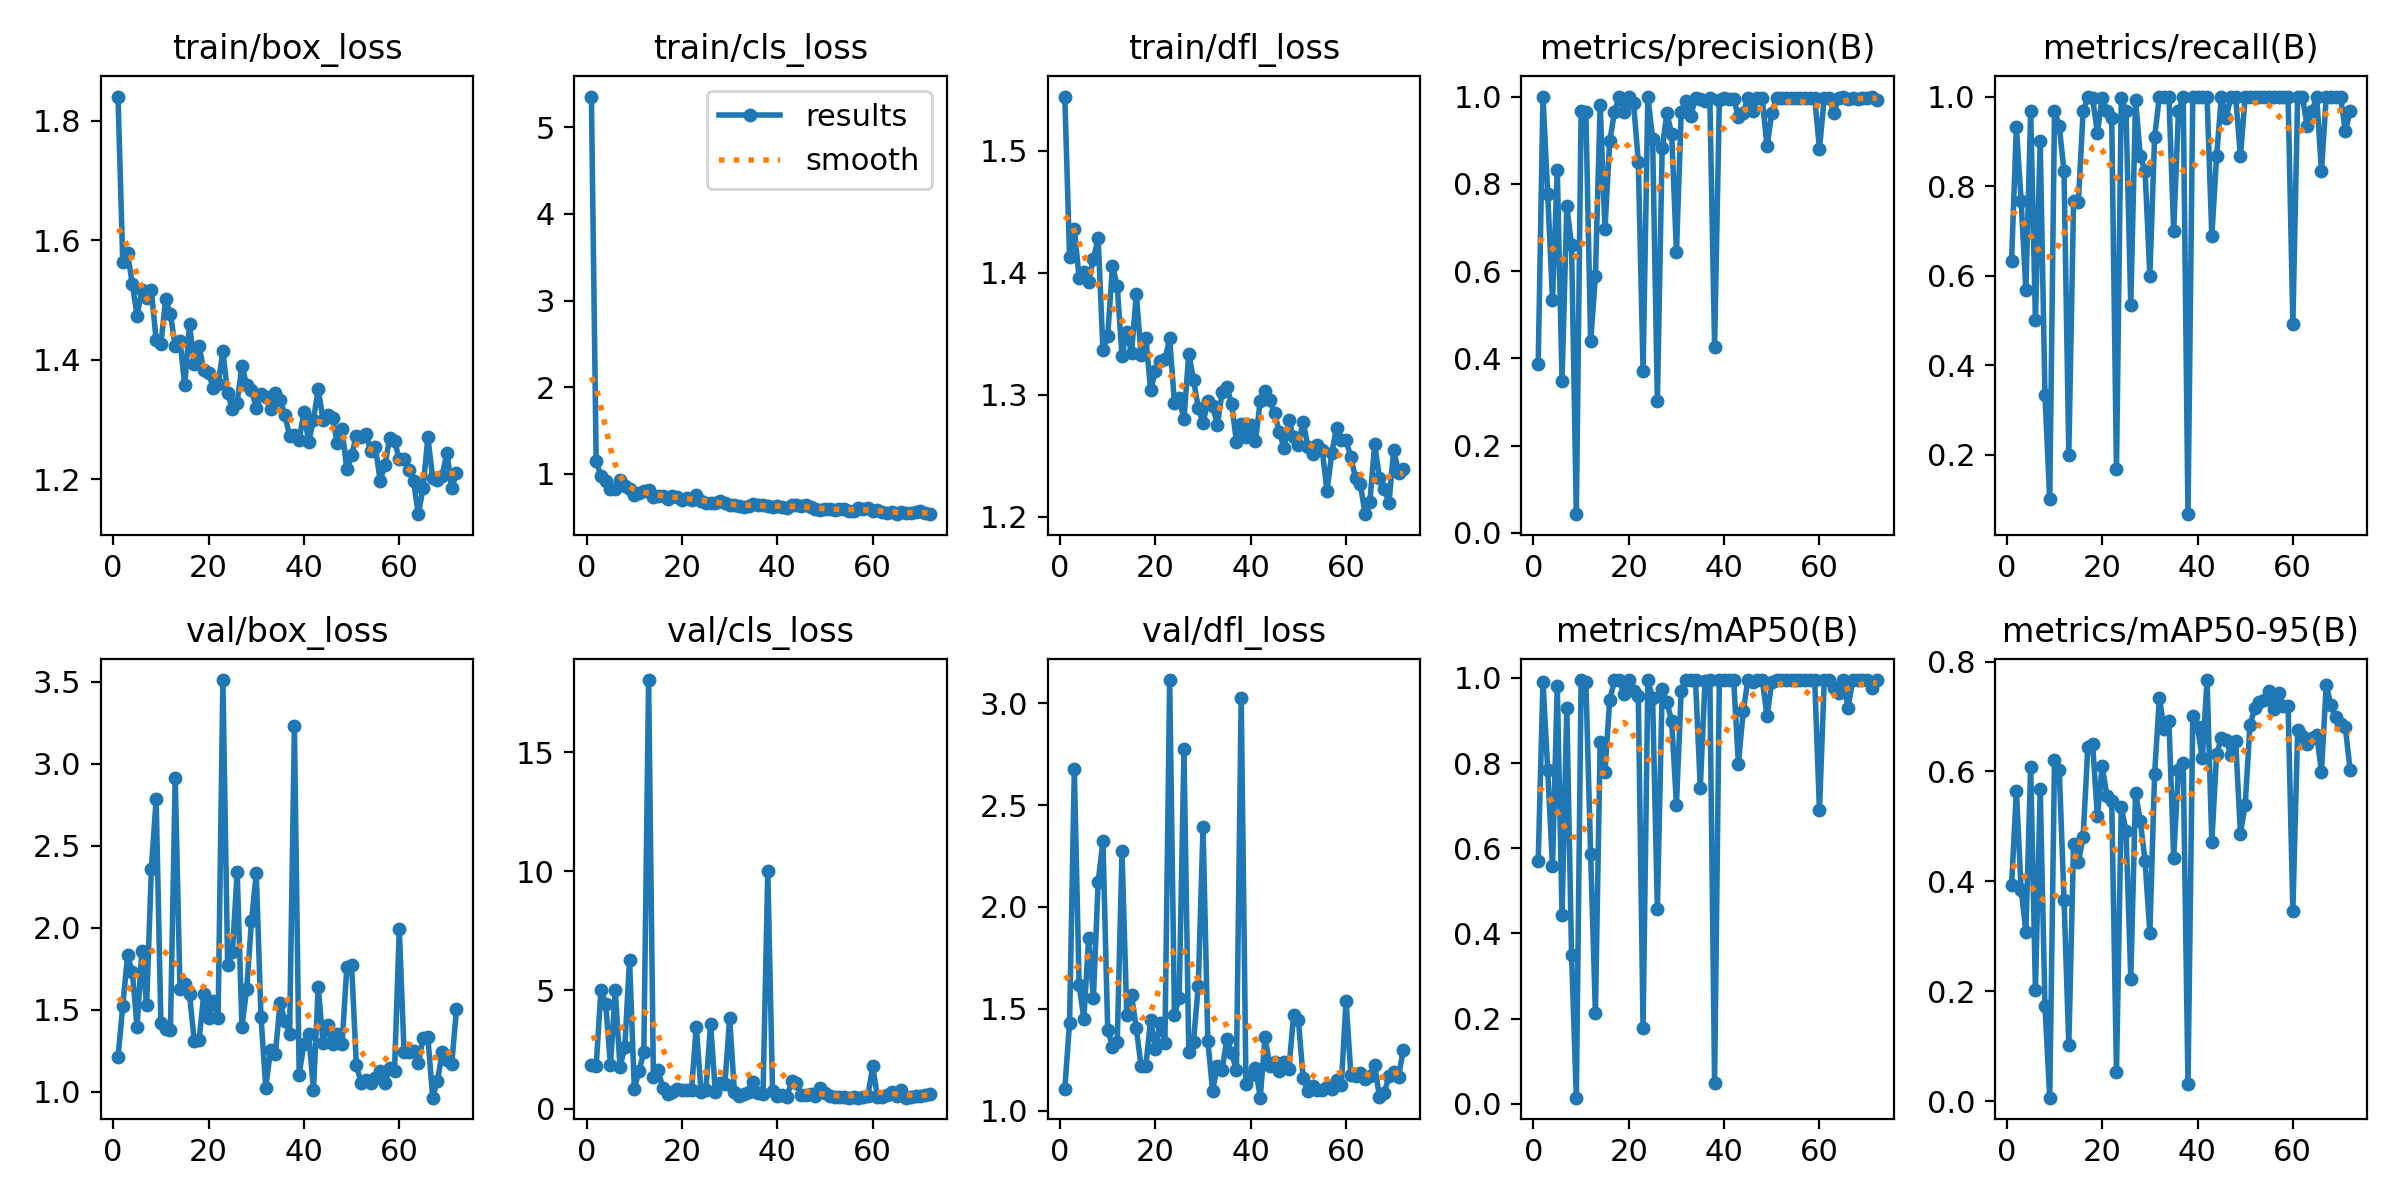 train/box_loss
train/cls_loss
train/dfl_loss
metrics/precision(B)
metrics/recall(B)
1.8
1.6
1.4
1.2
0 20 40 60
5
4
3
2
1
results
smooth
0 20 40 60
1.5
1.4
1.3
1.2
0 20 40 60
1.0
0.8
0.6
0.4
0.2
0.0
0 20 40 60
1.0
0.8
0.6
0.4
0.2
0 20 40 60
val/box_loss
val/cls_loss
val/dfl_loss
metrics/mAP50(B)
metrics/mAP50-95(B)
3.5
3.0
2.5
2.0
1.5
1.0
0 20 40 60
15
10
5
0
0 20 40 60
3.0
2.5
2.0
1.5
1.0
0 20 40 60
1.0
0.8
0.6
0.4
0.2
0.0
0 20 40 60
0.8
0.6
0.4
0.2
0.0
0 20 40 60